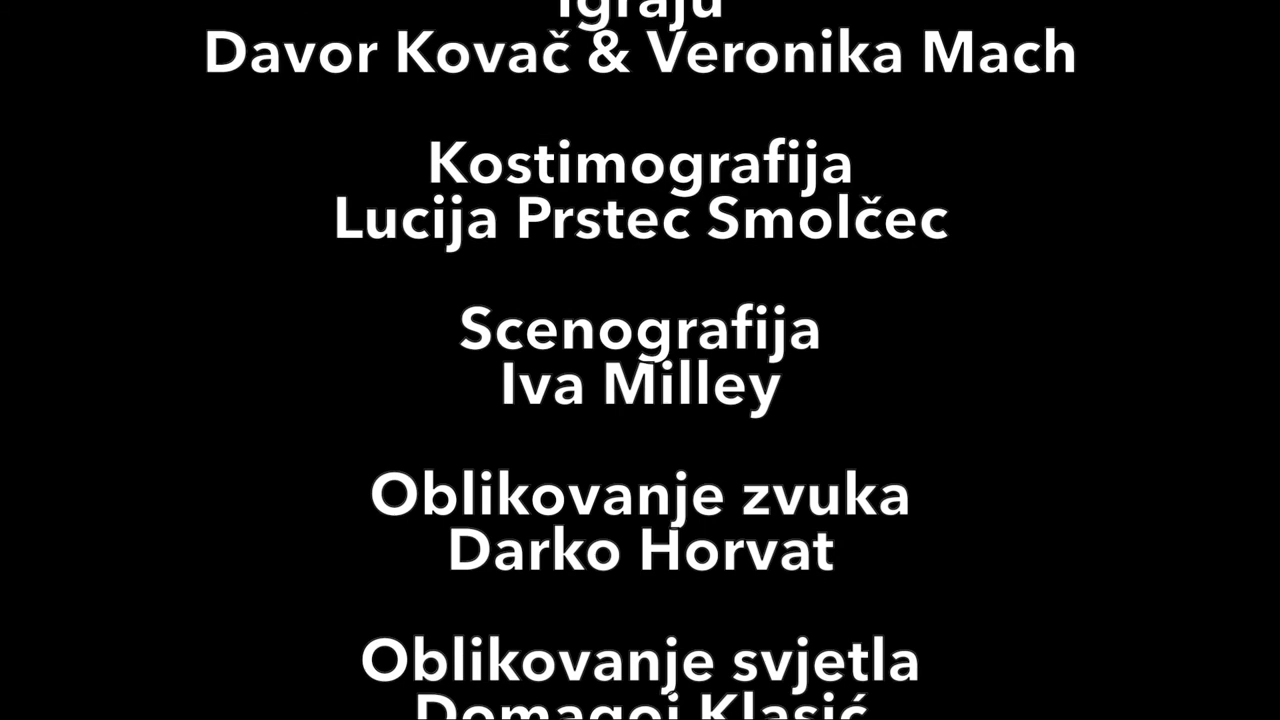 Igraju
Davor Kovač & Veronika Mach
Kostimografija
Lucija Prstec Smolčec
Scenografija
Iva Milley
Oblikovanje zvuka
Darko Horvat
Oblikovanje svjetla
Domagoj Klasić